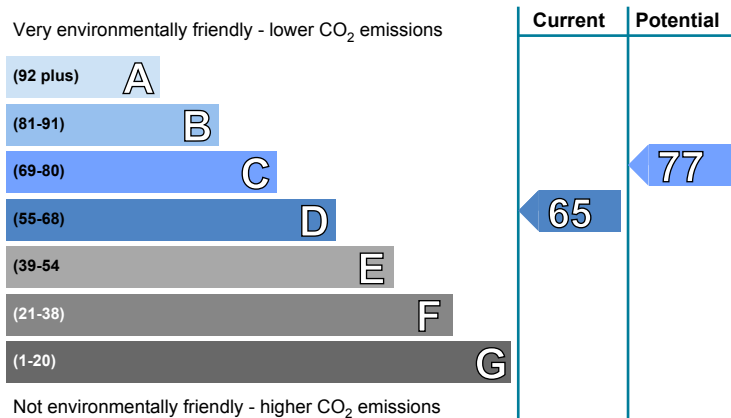 Very environmentally friendly - lower CO₂ emissions
Current
Potential
(92 plus) A
(81-91) B
(69-80) C
77
(55-68) D
65
(39-54 E
(21-38) F
(1-20) G
Not environmentally friendly - higher CO₂ emissions